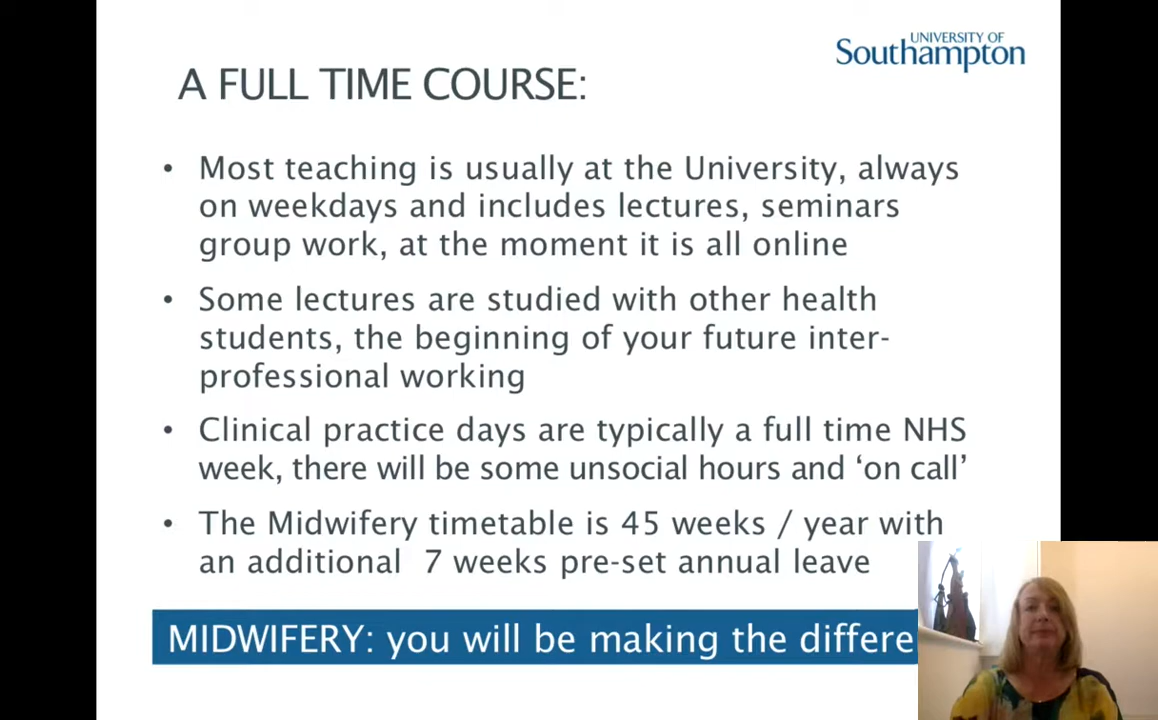 UNIVERSITY OF
Southampton
A FULL TIME COURSE:
• Most teaching is usually at the University, always
on weekdays and includes lectures, seminars
group work, at the moment it is all online
• Some lectures are studied with other health
students, the beginning of your future inter-
professional working
• Clinical practice days are typically a full time NHS
week, there will be some unsocial hours and ‘on call’
• The Midwifery timetable is 45 weeks / year with
an additional 7 weeks pre-set annual leave
MIDWIFERY: you will be making the differe